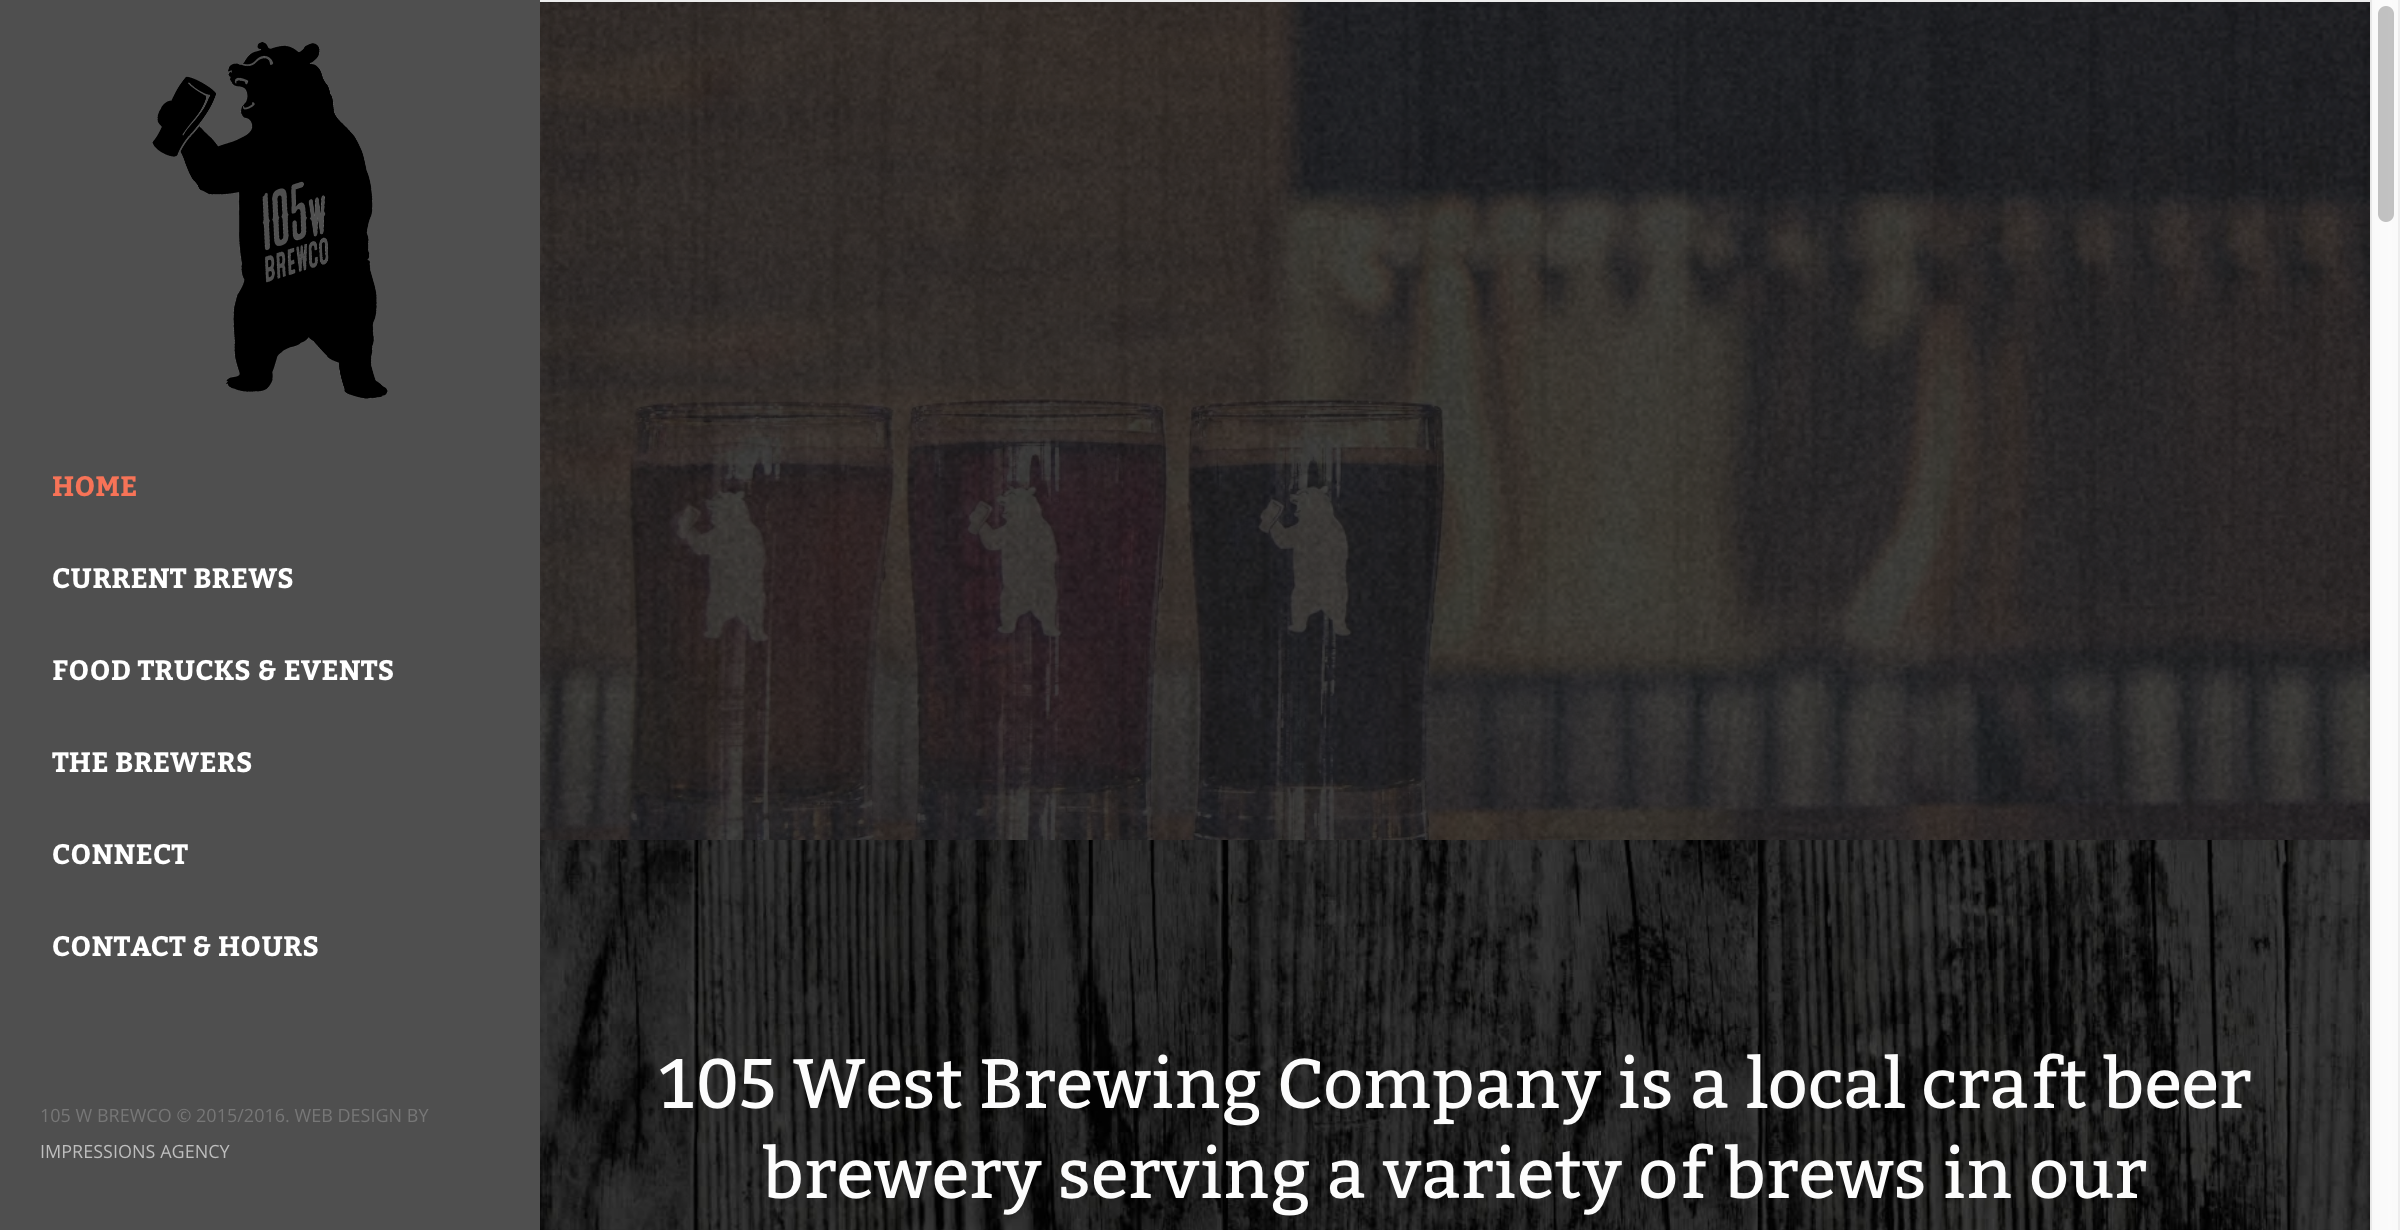 105W
BREWCO
HOME
CURRENT BREWS
FOOD TRUCKS & EVENTS
THE BREWERS
CONNECT
CONTACT & HOURS
105 W BREWCO © 2015/2016. WEB DESIGN BY
IMPRESSIONS AGENCY
105 West Brewing Company is a local craft beer
brewery serving a variety of brews in our